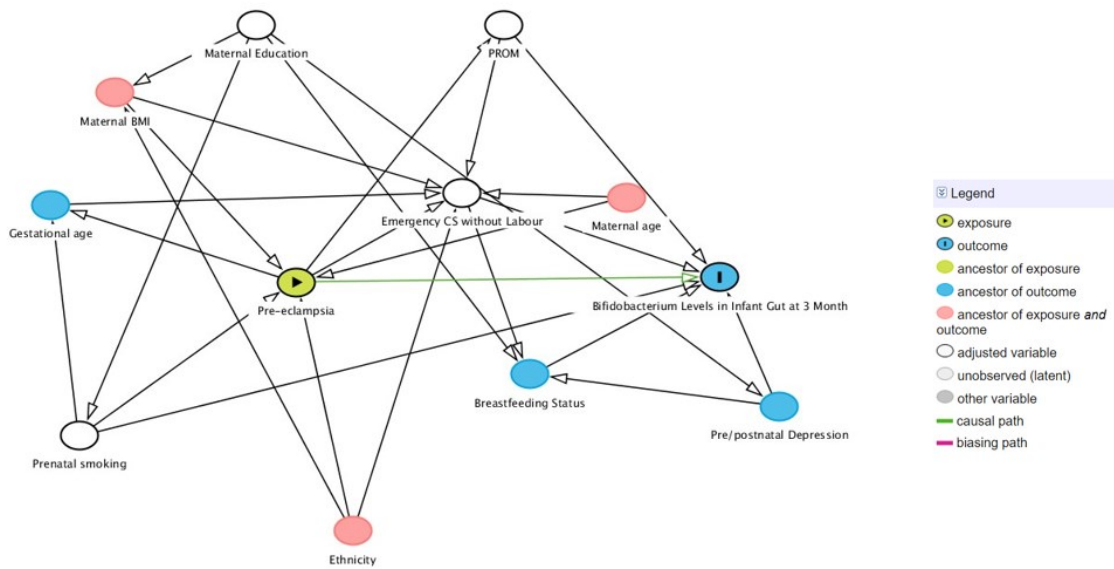 Maternal Education
PROM
Maternal BMI
Emergency CS without Labour
Maternal age
Gestational age
Pre-eclampsia
Bifidobacterium Levels in Infant Gut at 3 Month
Breastfeeding Status
Pre/postnatal Depression
Prenatal smoking
Ethnicity
Legend
exposure
outcome
ancestor of exposure
ancestor of outcome
ancestor of exposure and
outcome
adjusted variable
unobserved (latent)
other variable
causal path
biasing path